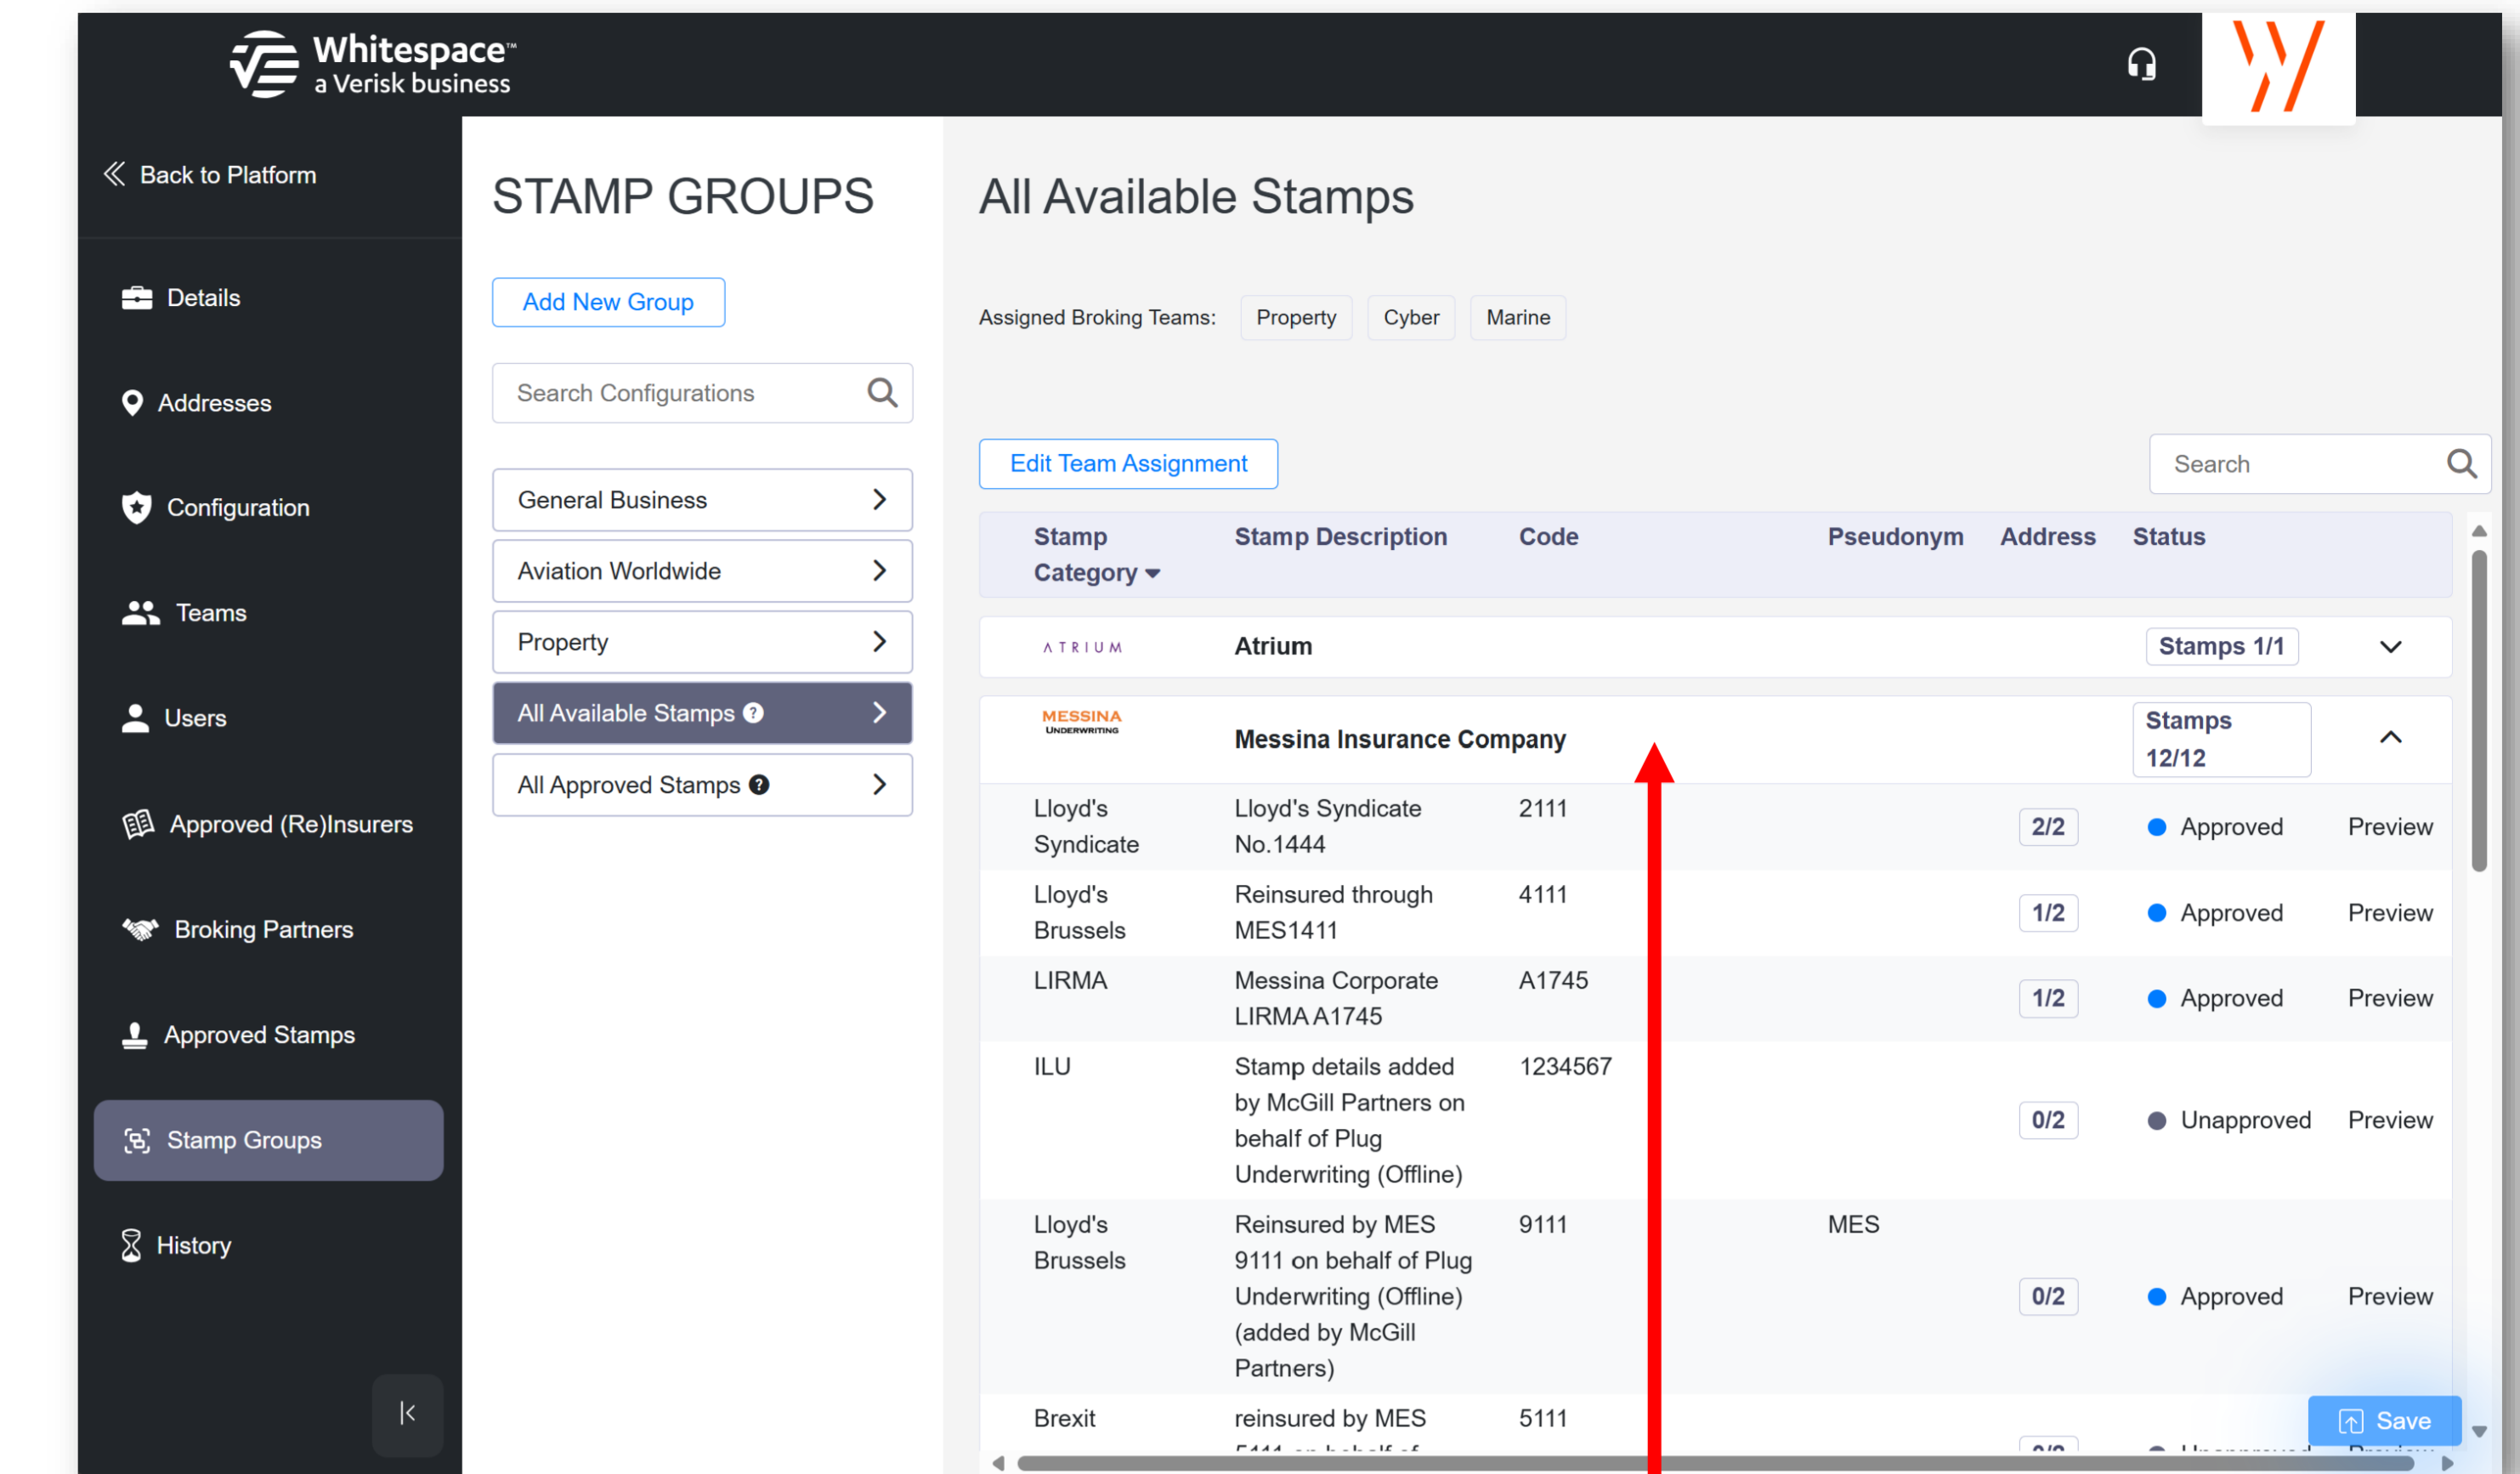 Whitespace™
a Verisk business
Back to Platform
Details
Addresses
Configuration
Teams
Users
Approved (Re)Insurers
Broking Partners
Approved Stamps
Stamp Groups
History
STAMP GROUPS
Add New Group
Search Configurations
General Business
Aviation Worldwide
Property
All Available Stamps ?
All Approved Stamps ?
All Available Stamps
Assigned Broking Teams: Property Cyber Marine
Edit Team Assignment
Search
Stamp Category Stamp Description Code Pseudonym Address Status
ATRIUM Atrium Stamps 1/1
MESSINA
UNDERWRITING
Messina Insurance Company
Stamps
12/12
Lloyd's Lloyd's Syndicate 2111
Syndicate No.1444
2/2 Approved Preview
Lloyd's Reinsured through 4111
Brussels MES1411
1/2 Approved Preview
LIRMA Messina Corporate A1745
LIRMA A1745
1/2 Approved Preview
ILU Stamp details added 1234567
by McGill Partners on
behalf of Plug
Underwriting (Offline)
0/2 Unapproved Preview
Lloyd's Reinsured by MES 9111 MES
Brussels 9111 on behalf of Plug
Underwriting (Offline)
(added by McGill
Partners)
0/2 Approved Preview
Brexit reinsured by MES 5111
Save